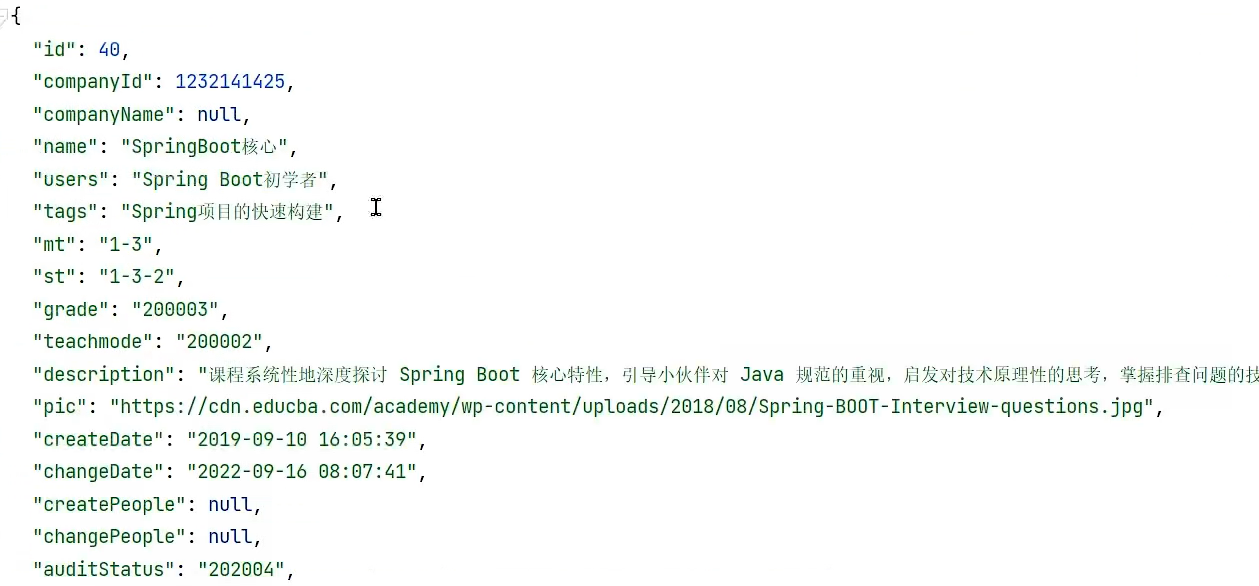 {
"id": 40,
"companyId": 1232141425,
"companyName": null,
"name": "SpringBoot核心",
"users": "Spring Boot初学者",
"tags": "Spring项目的快速构建",
"mt": "1-3",
"st": "1-3-2",
"grade": "200003",
"teachmode": "200002",
"description": "课程系统性地深度探讨 Spring Boot 核心特性，引导小伙伴对 Java 规范的重视，启发对技术原理性的思考，掌握排查问题的技
"pic": "https://cdn.educba.com/academy/wp-content/uploads/2018/08/Spring-BOOT-Interview-questions.jpg",
"createDate": "2019-09-10 16:05:39",
"changeDate": "2022-09-16 08:07:41",
"createPeople": null,
"changePeople": null,
"auditStatus": "202004",